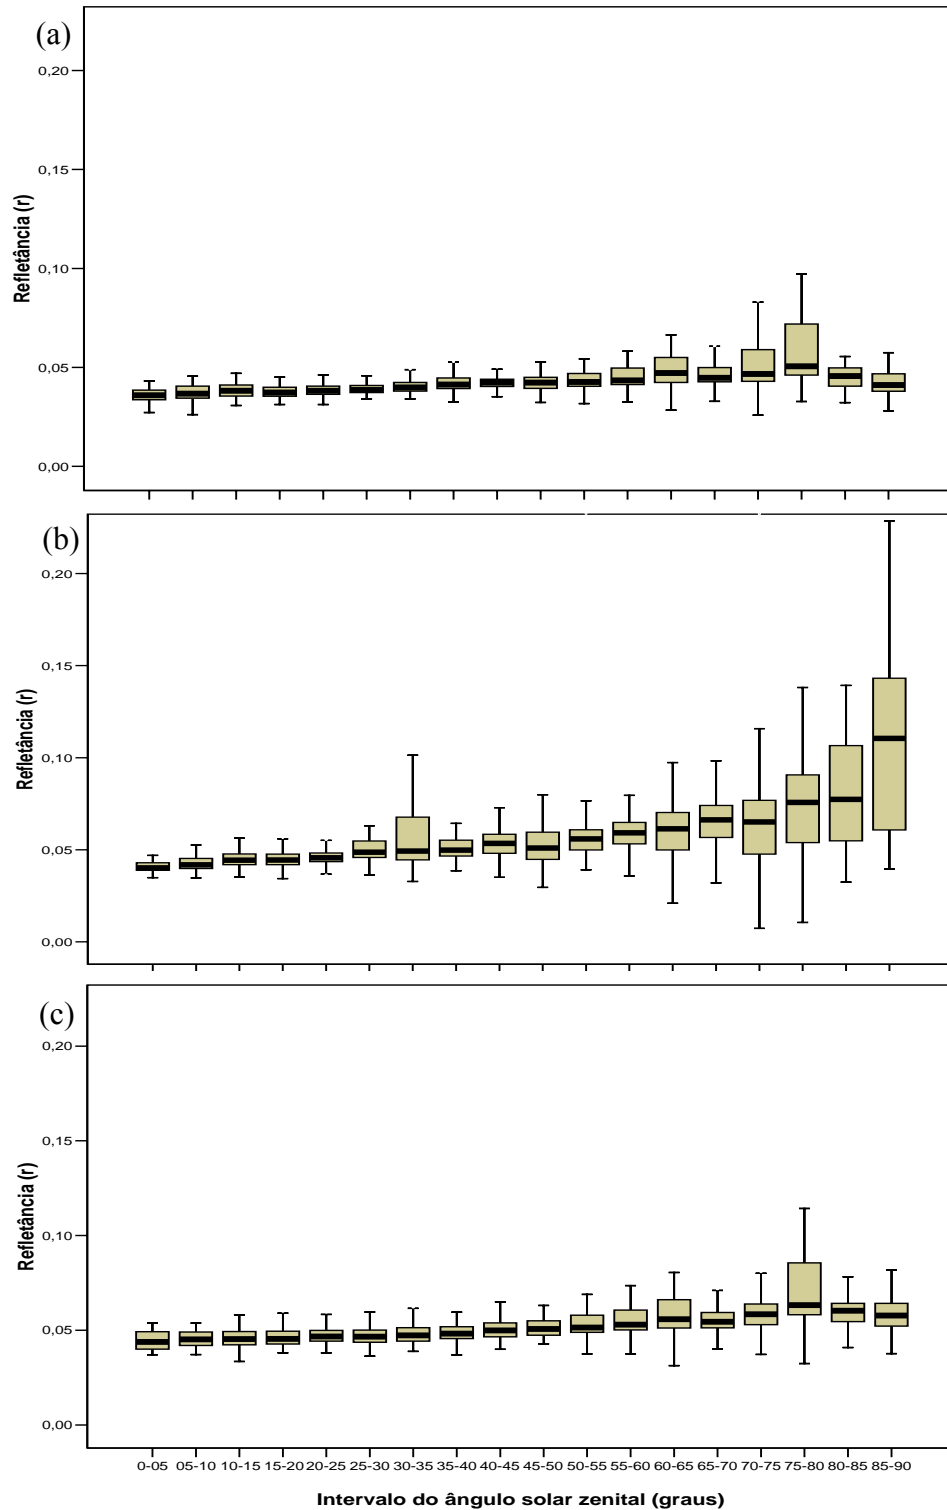 (a)
0,20
0,15
0,10
0,05
0,00
Refletância (r)
(b)
0,20
0,15
0,10
0,05
0,00
Refletância (r)
(c)
0,20
0,15
0,10
0,05
0,00
Refletância (r)
0-05 05-10 10-15 15-20 20-25 25-30 30-35 35-40 40-45 45-50 50-55 55-60 60-65 65-70 70-75 75-80 80-85 85-90
Intervalo do ângulo solar zenital (graus)